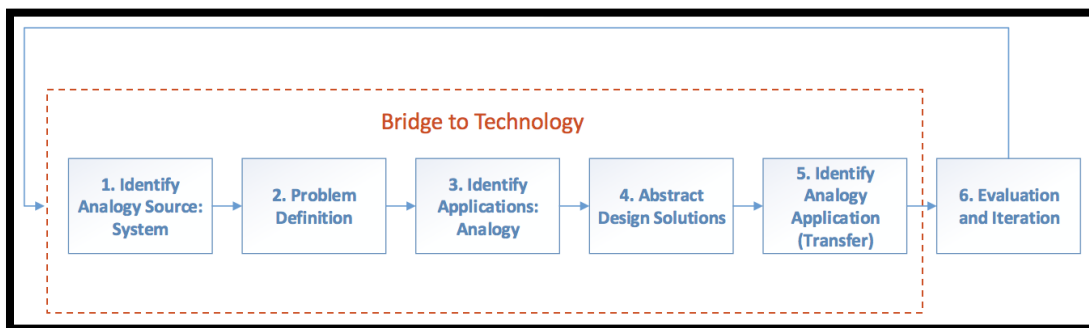 Bridge to Technology
1. Identify
Analogy Source:
System
2. Problem
Definition
3. Identify
Applications:
Analogy
4. Abstract
Design Solutions
5. Identify
Analogy
Application
(Transfer)
6. Evaluation
and Iteration